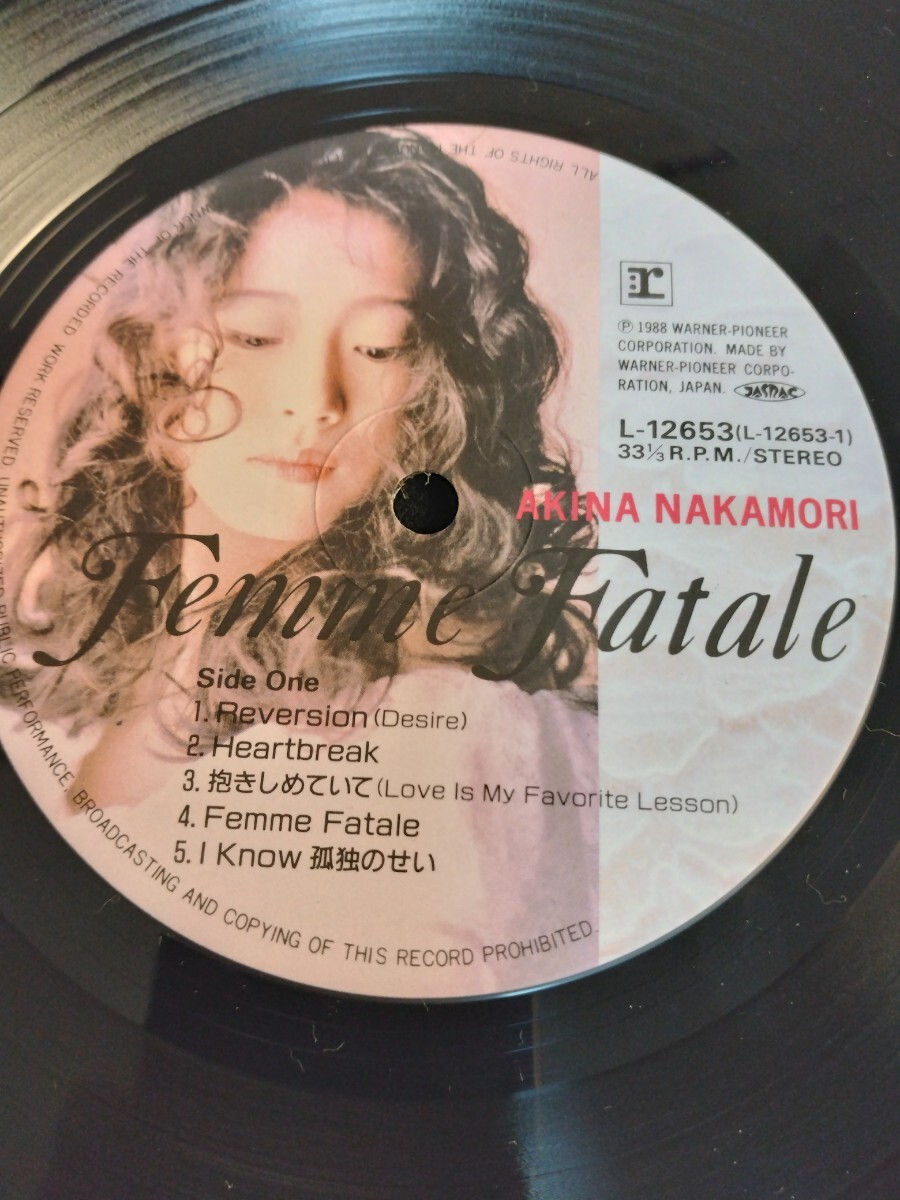 ALL RIGHTS OF THE
OWNER OF THE RECORDED WORK RESERVED UNAUTHORIZED PUBLIC PERFORMANCE, BROADCASTING AND COPYING OF THIS RECORD PROHIBITED.
r
℗ 1988 WARNER-PIONEER
CORPORATION. MADE BY
WARNER-PIONEER CORPO-
RATION, JAPAN. JASRAC
L-12653(L-12653-1)
33⅓ R.P.M./STEREO
AKINA NAKAMORI
Femme Fatale
Side One
1. Reversion (Desire)
2. Heartbreak
3. 抱きしめていて (Love Is My Favorite Lesson)
4. Femme Fatale
5. I Know 孤独のせい